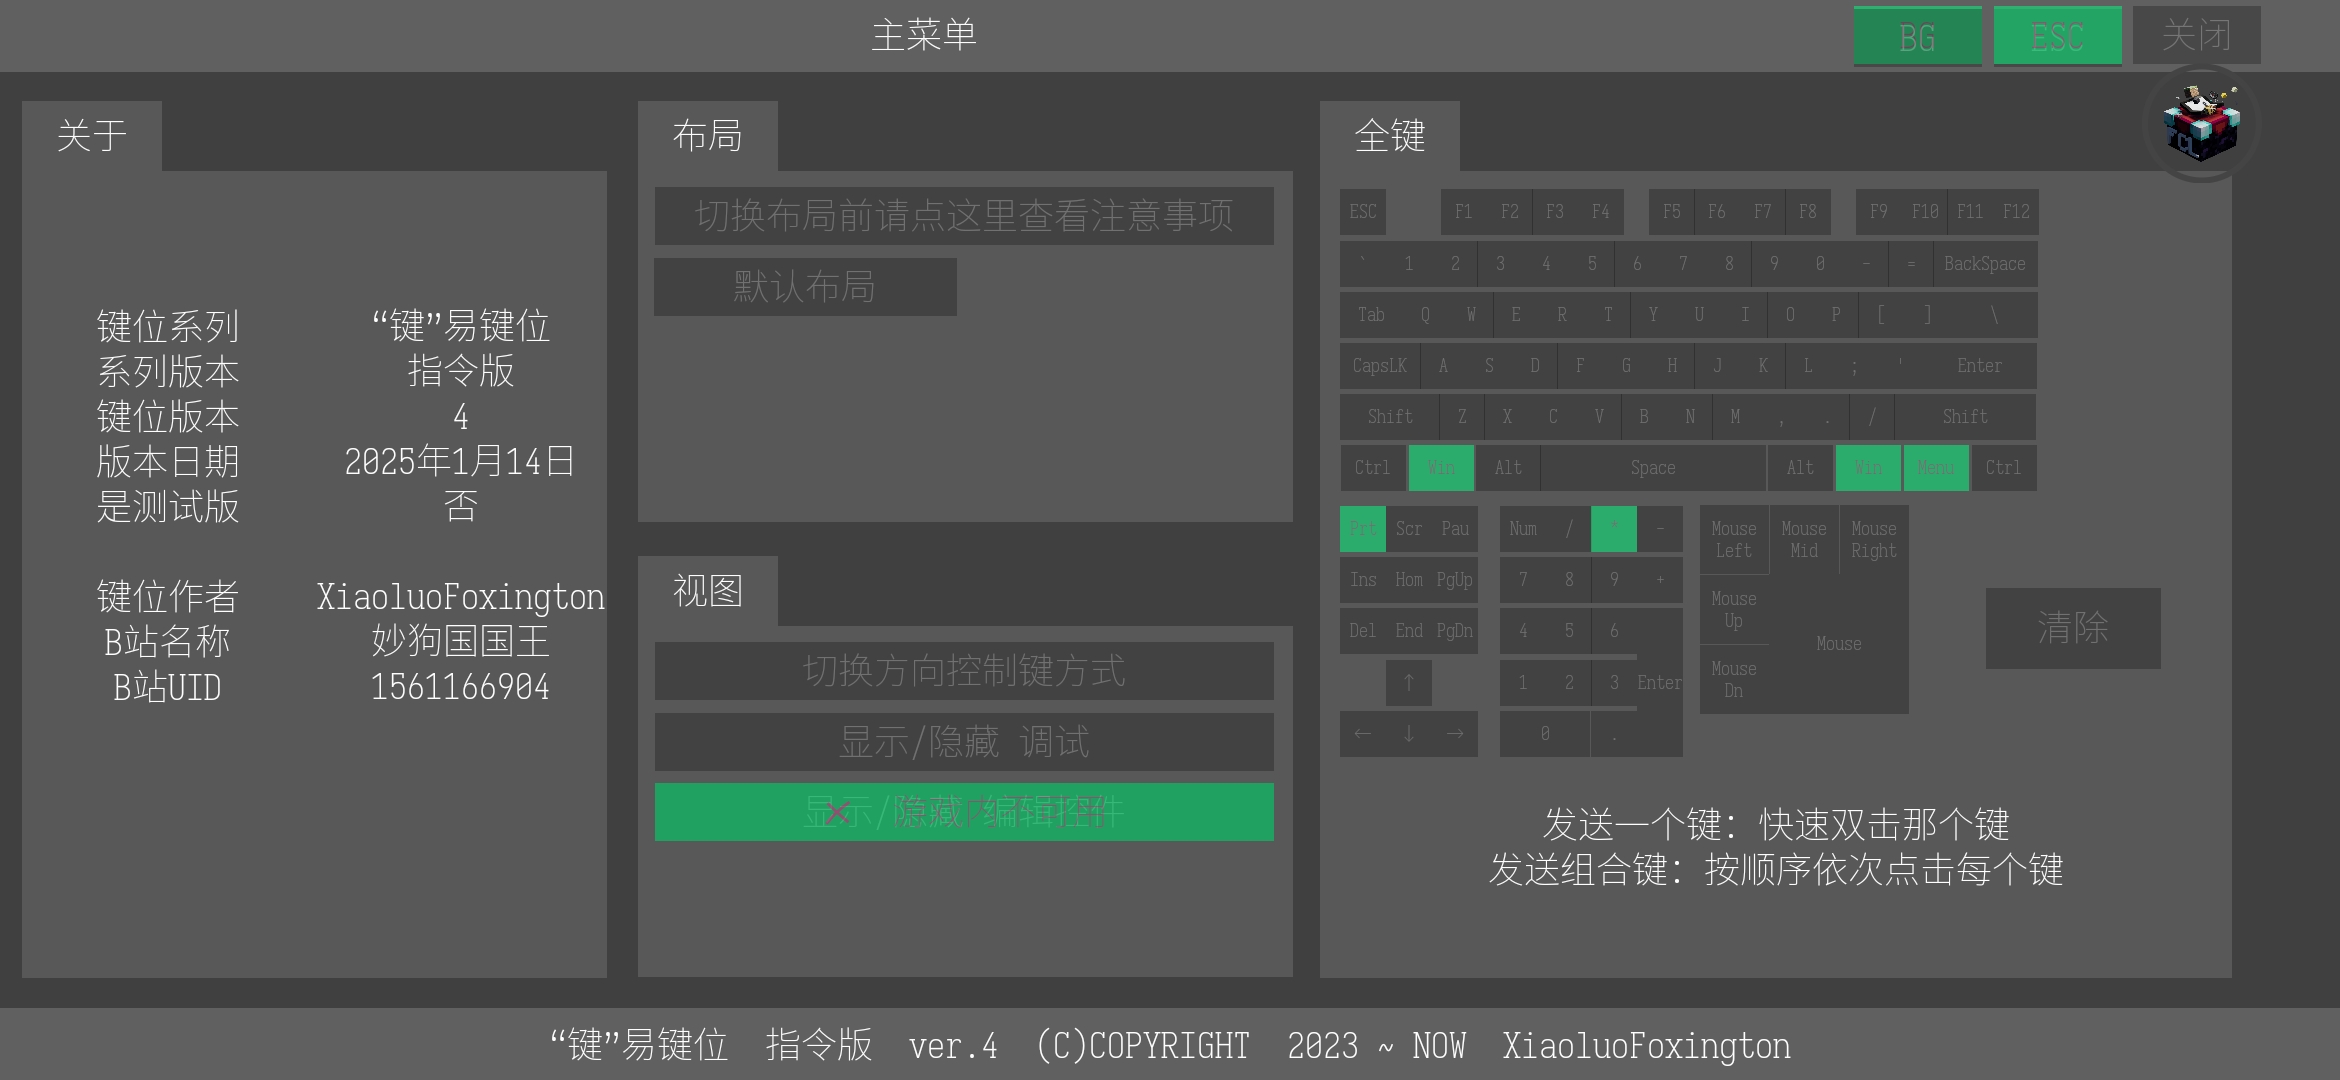 主菜单
BG
ESC
关闭
关于
键位系列 “键”易键位
系列版本 指令版
键位版本 4
版本日期 2025年1月14日
是测试版 否
键位作者 XiaoluoFoxington
B站名称 妙狗国国王
B站UID 1561166904
布局
切换布局前请点这里查看注意事项
默认布局
视图
切换方向控制键方式
显示/隐藏 调试
显示/隐藏 编辑控件
全键
ESC F1 F2 F3 F4 F5 F6 F7 F8 F9 F10 F11 F12
` 1 2 3 4 5 6 7 8 9 0 - = BackSpace
Tab Q W E R T Y U I O P [ ] \
CapsLK A S D F G H J K L ; ' Enter
Shift Z X C V B N M , . / Shift
Ctrl Win Alt Space Alt Win Menu Ctrl
Prt Scr Pau
Ins Hom PgUp
Del End PgDn
↑
← ↓ →
Num / * -
7 8 9 +
4 5 6
1 2 3 Enter
0 .
Mouse Left
Mouse Mid
Mouse Right
Mouse Up
Mouse
Mouse Dn
清除
发送一个键：快速双击那个键
发送组合键：按顺序依次点击每个键
“键”易键位 指令版 ver.4 (C)COPYRIGHT 2023 ~ NOW XiaoluoFoxington